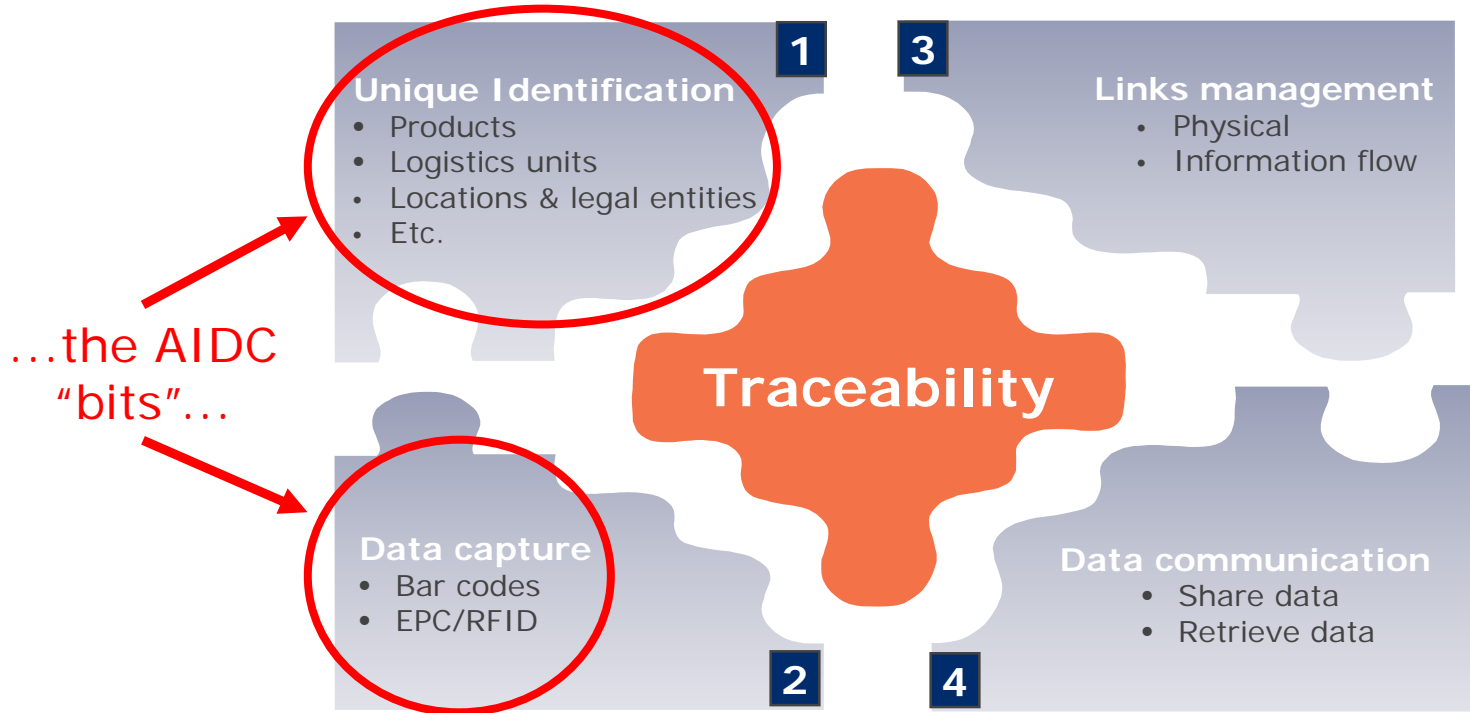 1
Unique Identification
• Products
• Logistics units
• Locations & legal entities
• Etc.
3
Links management
• Physical
• Information flow
…the AIDC
“bits”…
Traceability
Data capture
• Bar codes
• EPC/RFID
2
Data communication
• Share data
• Retrieve data
4